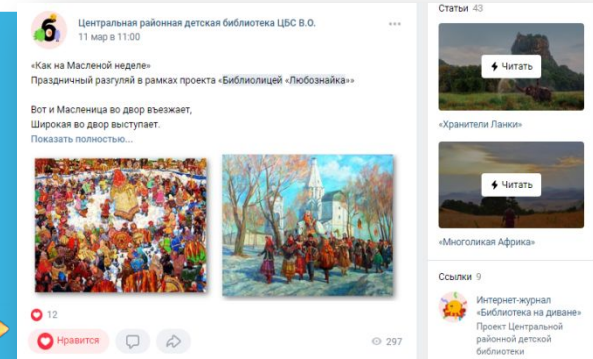 Центральная районная детская библиотека ЦБС В.О.
11 мар в 11:00
«Как на Масленой неделе»
Праздничный разгуляй в рамках проекта «Библиолицей «Любознайка»»
Вот и Масленица во двор въезжает,
Широкая во двор выступает.
Показать полностью...
12
Нравится
297
Статьи 43
Читать
«Хранители Ланки»
Читать
«Многоликая Африка»
Ссылки 9
Интернет-журнал
«Библиотека на диване»
Проект Центральной
районной детской
библиотеки